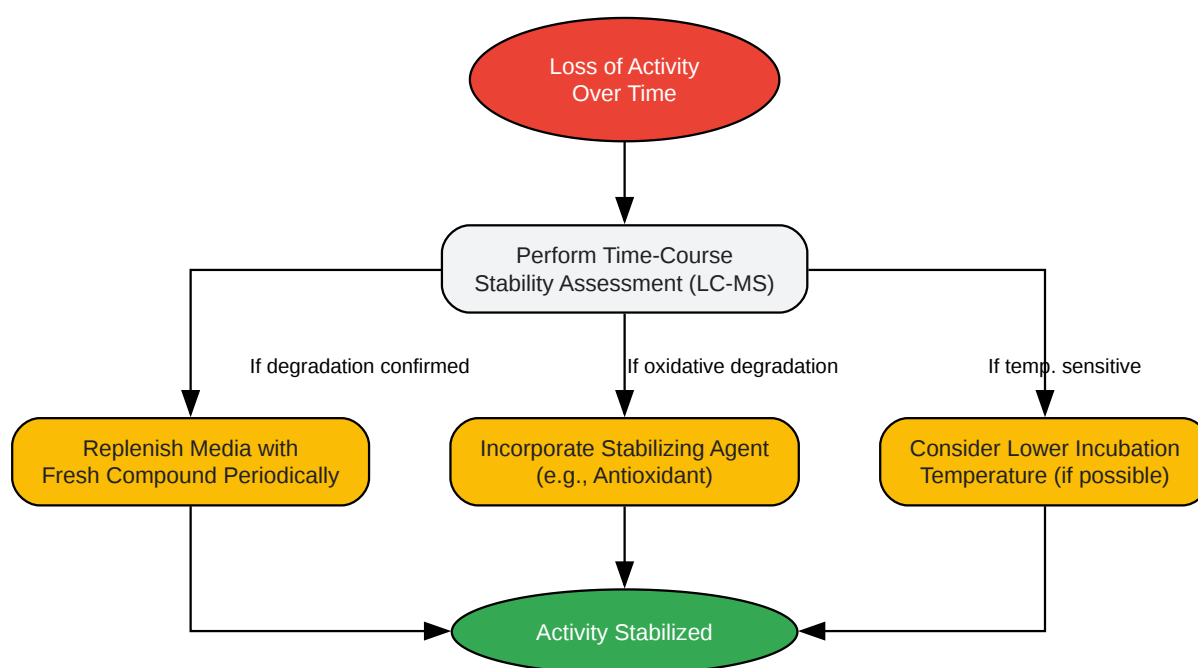 Loss of Activity
Over Time
Perform Time-Course
Stability Assessment (LC-MS)
If degradation confirmed
If oxidative degradation
If temp. sensitive
Replenish Media with
Fresh Compound Periodically
Incorporate Stabilizing Agent
(e.g., Antioxidant)
Consider Lower Incubation
Temperature (if possible)
Activity Stabilized